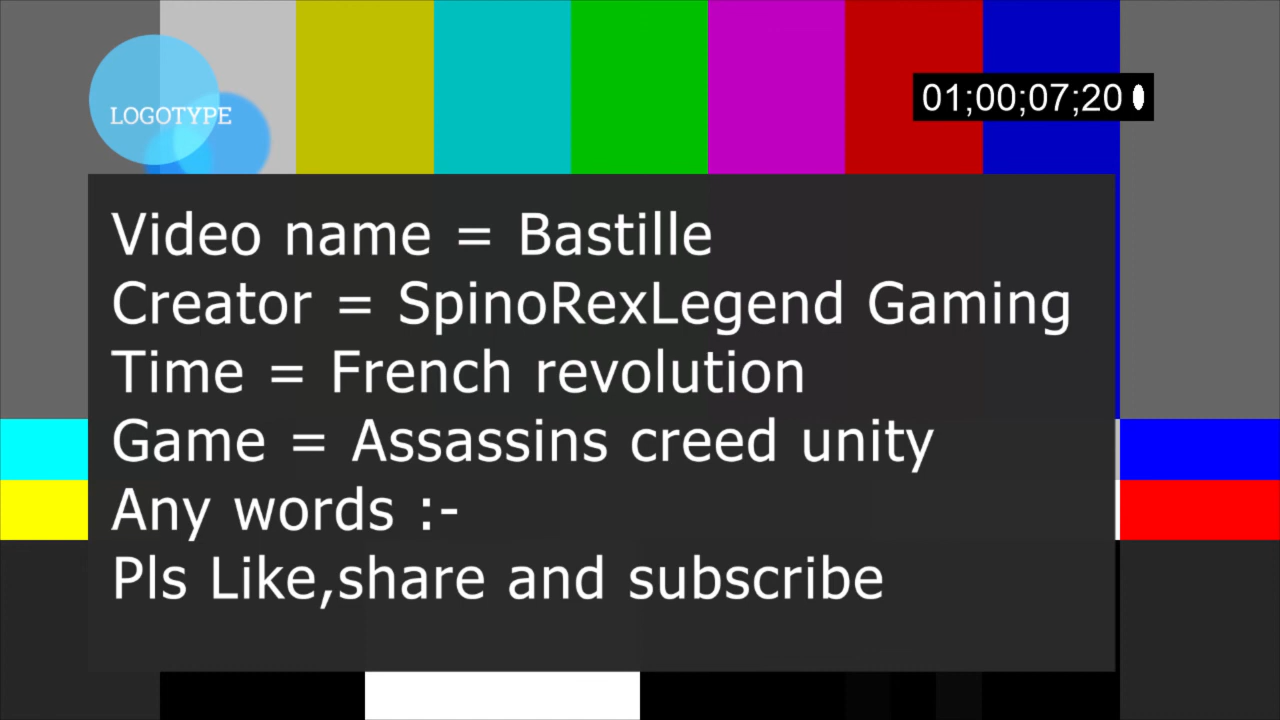 LOGOTYPE
01;00;07;20
Video name = Bastille
Creator = SpinoRexLegend Gaming
Time = French revolution
Game = Assassins creed unity
Any words :-
Pls Like,share and subscribe